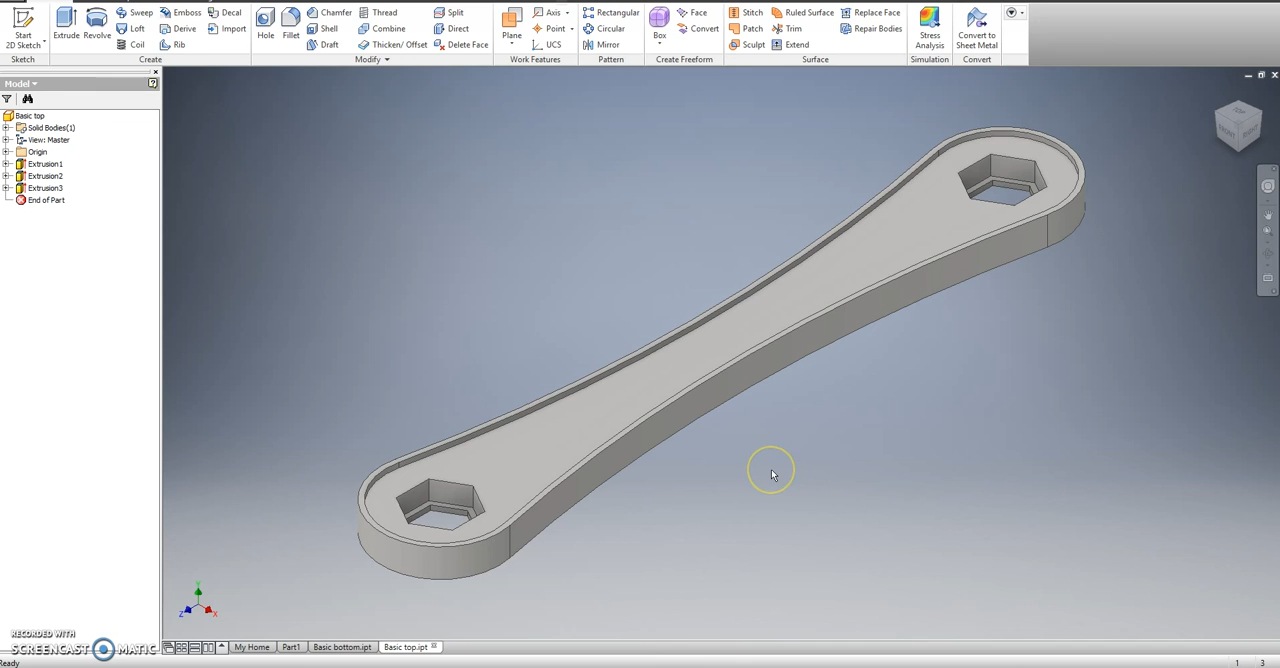 Start
2D Sketch
Extrude
Revolve
Sweep
Loft
Coil
Emboss
Derive
Rib
Decal
Import
Hole
Fillet
Chamfer
Shell
Draft
Thread
Combine
Thicken/ Offset
Split
Direct
Delete Face
Plane
Axis
Point
UCS
Rectangular
Circular
Mirror
Box
Face
Convert
Stitch
Patch
Sculpt
Ruled Surface
Trim
Extend
Replace Face
Repair Bodies
Stress
Analysis
Convert to
Sheet Metal
Sketch
Create
Modify
Work Features
Pattern
Create Freeform
Surface
Simulation
Convert
Model
Basic top
Solid Bodies(1)
View: Master
Origin
Extrusion1
Extrusion2
Extrusion3
End of Part
TOP
FRONT
RIGHT
Y
Z
X
RECORDED WITH
SCREENCAST MATIC
My Home
Part1
Basic bottom.ipt
Basic top.ipt
Ready
1
3